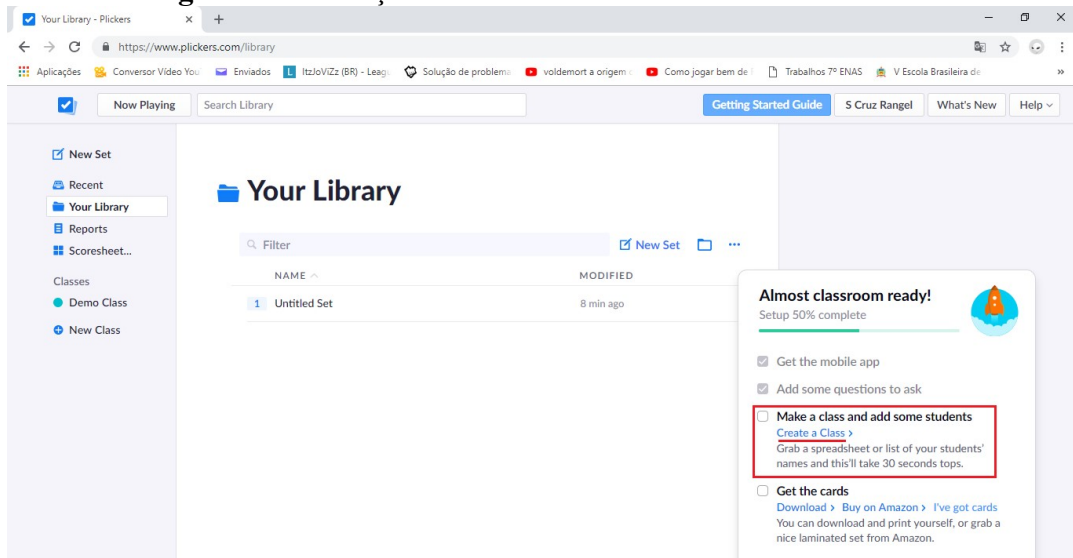 Your Library - Plickers
https://www.plickers.com/library
Aplicações Conversor Vídeo You Enviados ItzJoViZz (BR) - Leagu Solução de problema voldemort a origem Como jogar bem de Trabalhos 7º ENAS V Escola Brasileira de »
Now Playing Search Library Getting Started Guide S Cruz Rangel What's New Help
New Set
Recent
Your Library
Reports
Scoresheet...
Classes
Demo Class
New Class
Your Library
Filter New Set ...
NAME MODIFIED
1 Untitled Set 8 min ago
Almost classroom ready!
Setup 50% complete
Get the mobile app
Add some questions to ask
Make a class and add some students
Create a Class >
Grab a spreadsheet or list of your students'
names and this'll take 30 seconds tops.
Get the cards
Download > Buy on Amazon > I've got cards
You can download and print yourself, or grab a
nice laminated set from Amazon.